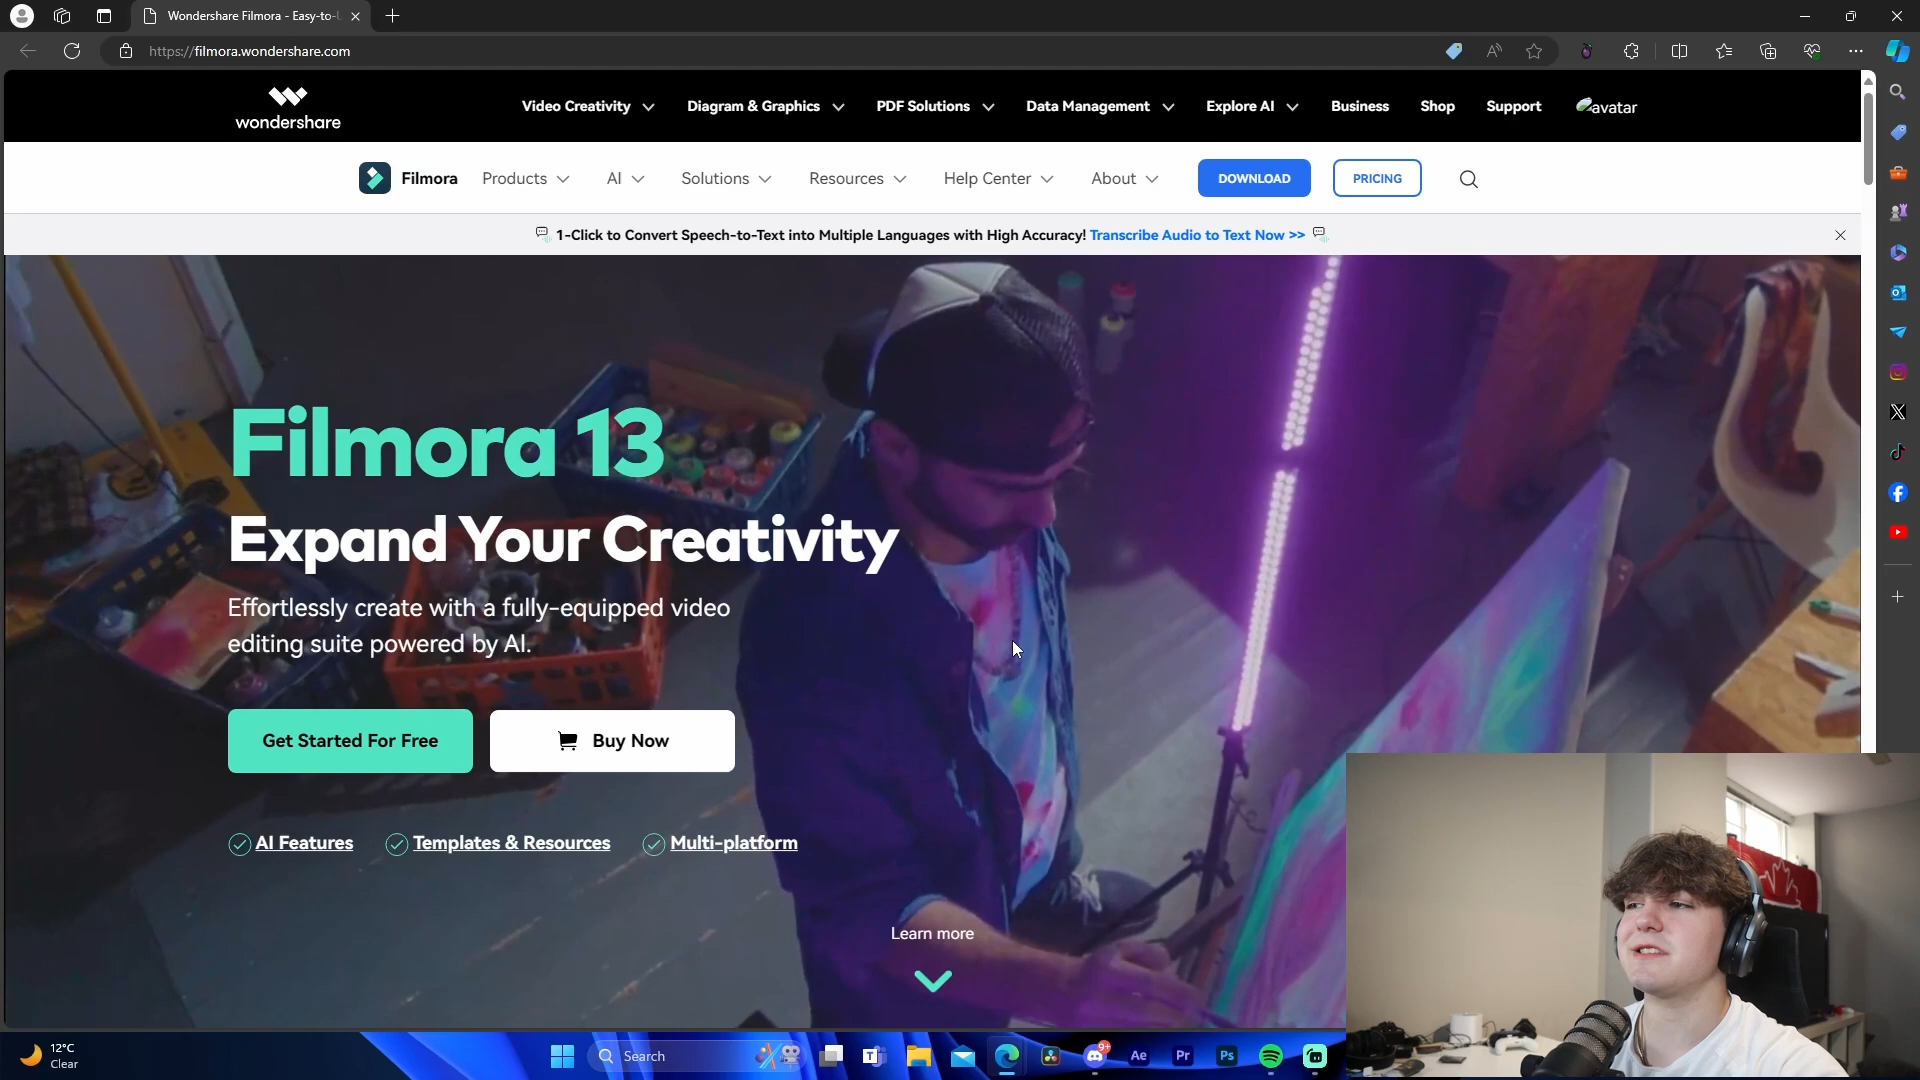 Wondershare Filmora - Easy-to-U
https://filmora.wondershare.com
wondershare
Video Creativity
Diagram & Graphics
PDF Solutions
Data Management
Explore AI
Business
Shop
Support
avatar
Filmora
Products
AI
Solutions
Resources
Help Center
About
DOWNLOAD
PRICING
1-Click to Convert Speech-to-Text into Multiple Languages with High Accuracy! Transcribe Audio to Text Now >>
Filmora 13
Expand Your Creativity
Effortlessly create with a fully-equipped video
editing suite powered by AI.
Get Started For Free
Buy Now
AI Features
Templates & Resources
Multi-platform
Learn more
12°C
Clear
Search
9+
Ae
Pr
Ps